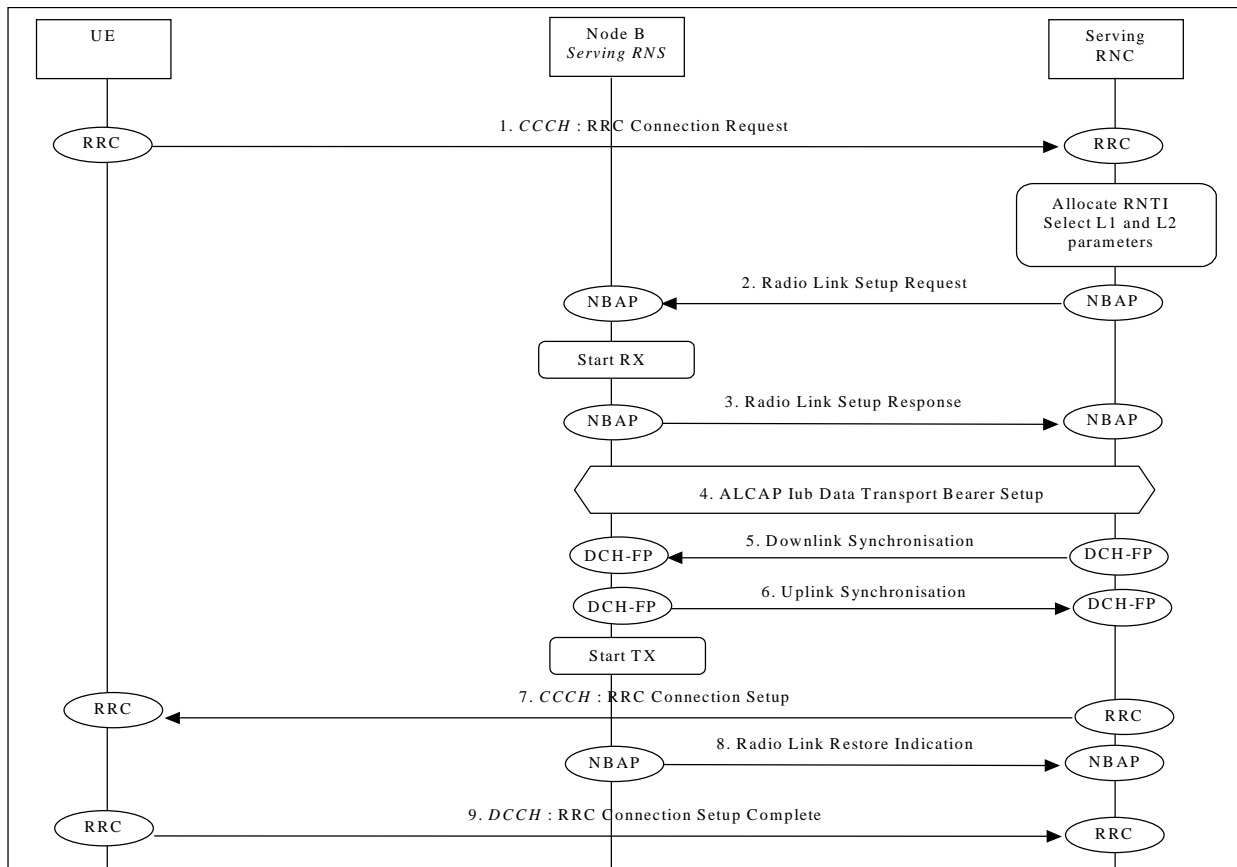 UE
Node B
Serving RNS
Serving
RNC
1. CCCH : RRC Connection Request
RRC
RRC
Allocate RNTI
Select L1 and L2
parameters
2. Radio Link Setup Request
NBAP
NBAP
Start RX
3. Radio Link Setup Response
NBAP
NBAP
4. ALCAP Iub Data Transport Bearer Setup
5. Downlink Synchronisation
DCH-FP
DCH-FP
6. Uplink Synchronisation
DCH-FP
DCH-FP
Start TX
7. CCCH : RRC Connection Setup
RRC
RRC
8. Radio Link Restore Indication
NBAP
NBAP
9. DCCH : RRC Connection Setup Complete
RRC
RRC